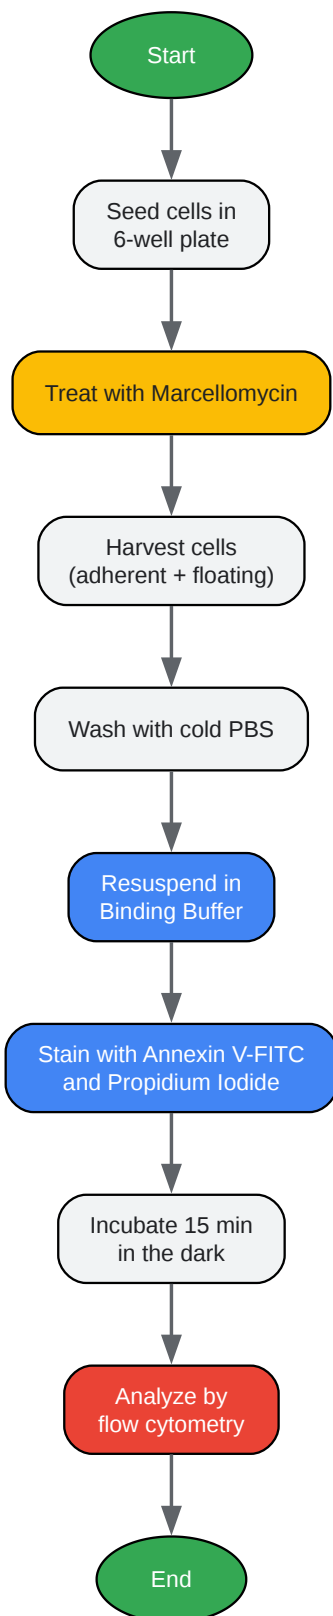 Start
Seed cells in
6-well plate
Treat with Marcellomycin
Harvest cells
(adherent + floating)
Wash with cold PBS
Resuspend in
Binding Buffer
Stain with Annexin V-FITC
and Propidium Iodide
Incubate 15 min
in the dark
Analyze by
flow cytometry
End